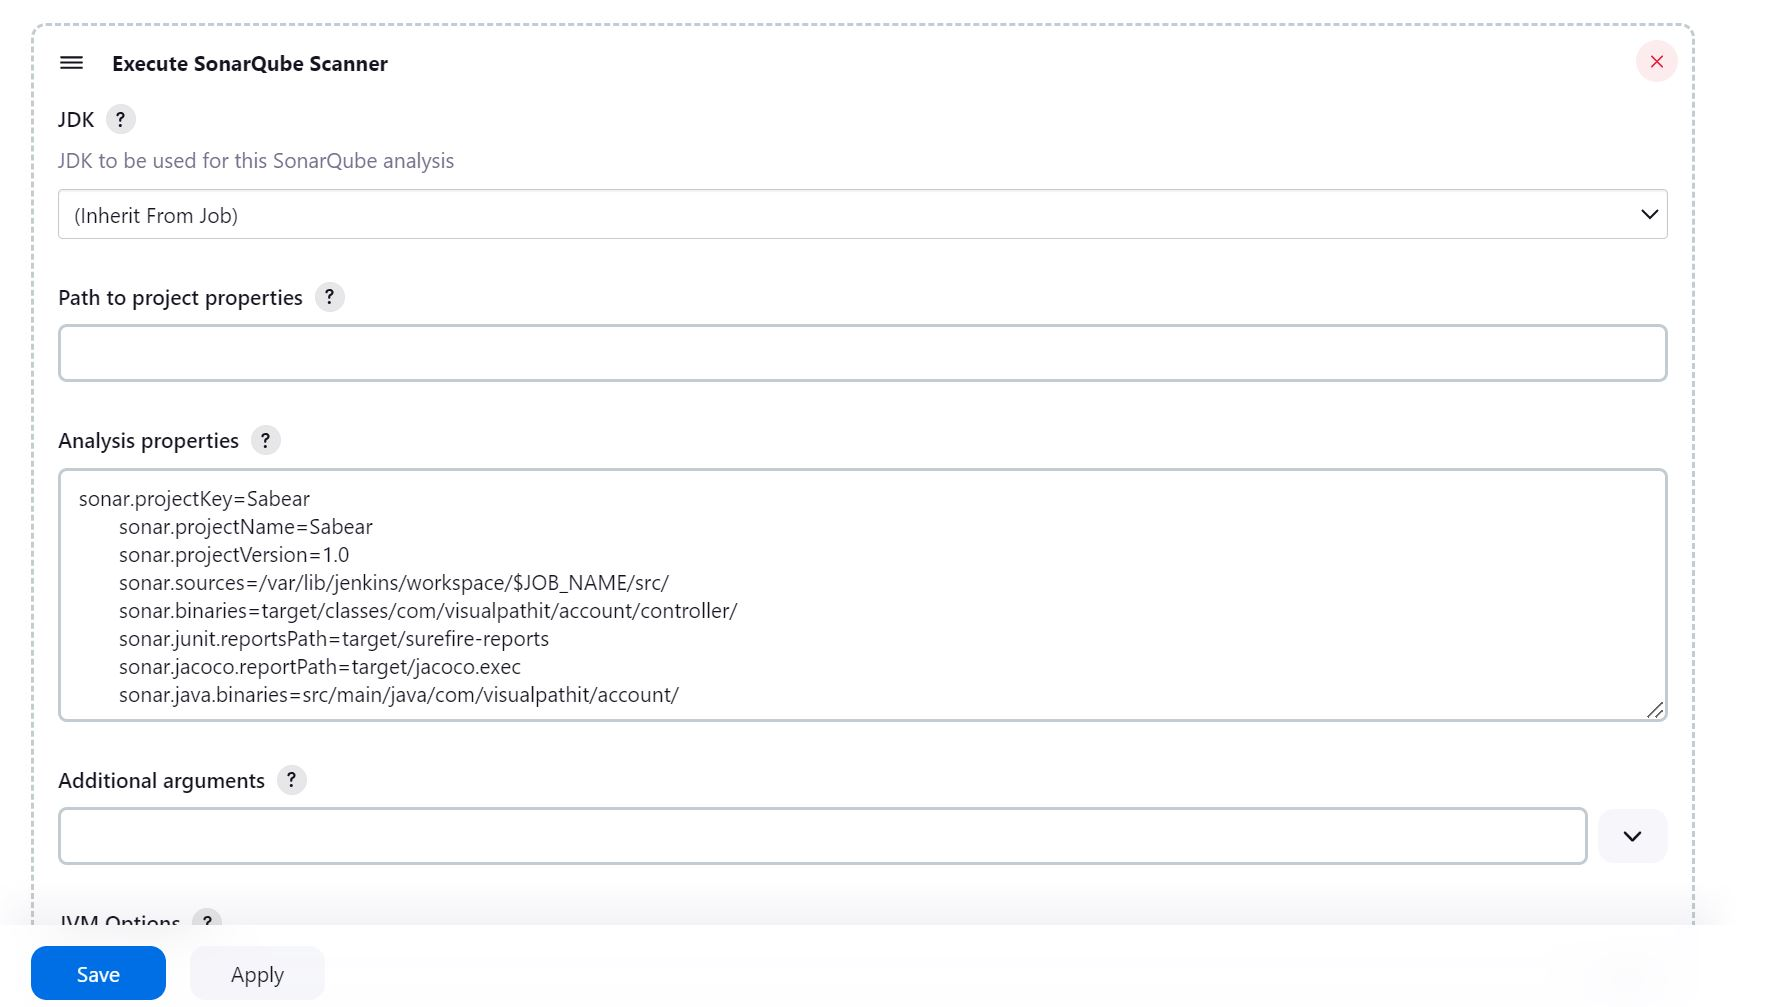 Execute SonarQube Scanner
JDK ?
JDK to be used for this SonarQube analysis
(Inherit From Job)
Path to project properties ?
Analysis properties ?
sonar.projectKey=Sabear
sonar.projectName=Sabear
sonar.projectVersion=1.0
sonar.sources=/var/lib/jenkins/workspace/$JOB_NAME/src/
sonar.binaries=target/classes/com/visualpathit/account/controller/
sonar.junit.reportsPath=target/surefire-reports
sonar.jacoco.reportPath=target/jacoco.exec
sonar.java.binaries=src/main/java/com/visualpathit/account/
Additional arguments ?
JVM Options ?
Save Apply